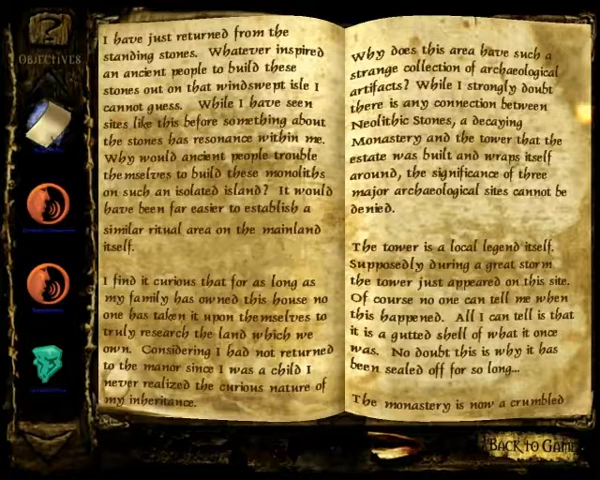 OBJECTIVES
I have just returned from the
standing stones. Whatever inspired
an ancient people to build these
stones out on that windswept isle I
cannot guess. While I have seen
sites like this before something about
the stones has resonance within me.
Why would ancient people trouble
themselves to build these monoliths
on such an isolated island? It would
have been far easier to establish a
similar ritual area on the mainland
itself.
I find it curious that for as long as
my family has owned this house no
one has taken it upon themselves to
truly research the land which we
own. Considering I had not returned
to the manor since I was a child I
never realized the curious nature of
my inheritance.
Why does this area have such a
strange collection of archaeological
artifacts? While I strongly doubt
there is any connection between
Neolithic Stones, a decaying
Monastery and the tower that the
estate was built and wraps itself
around, the significance of three
major archaeological sites cannot be
denied.
The tower is a local legend itself.
Supposedly during a great storm
the tower just appeared on this site.
Of course no one can tell me when
this happened. All I can tell is that
it is a gutted shell of what it once
was. No doubt this is why it has
been sealed off for so long...
The monastery is now a crumbled
BACK TO GAME